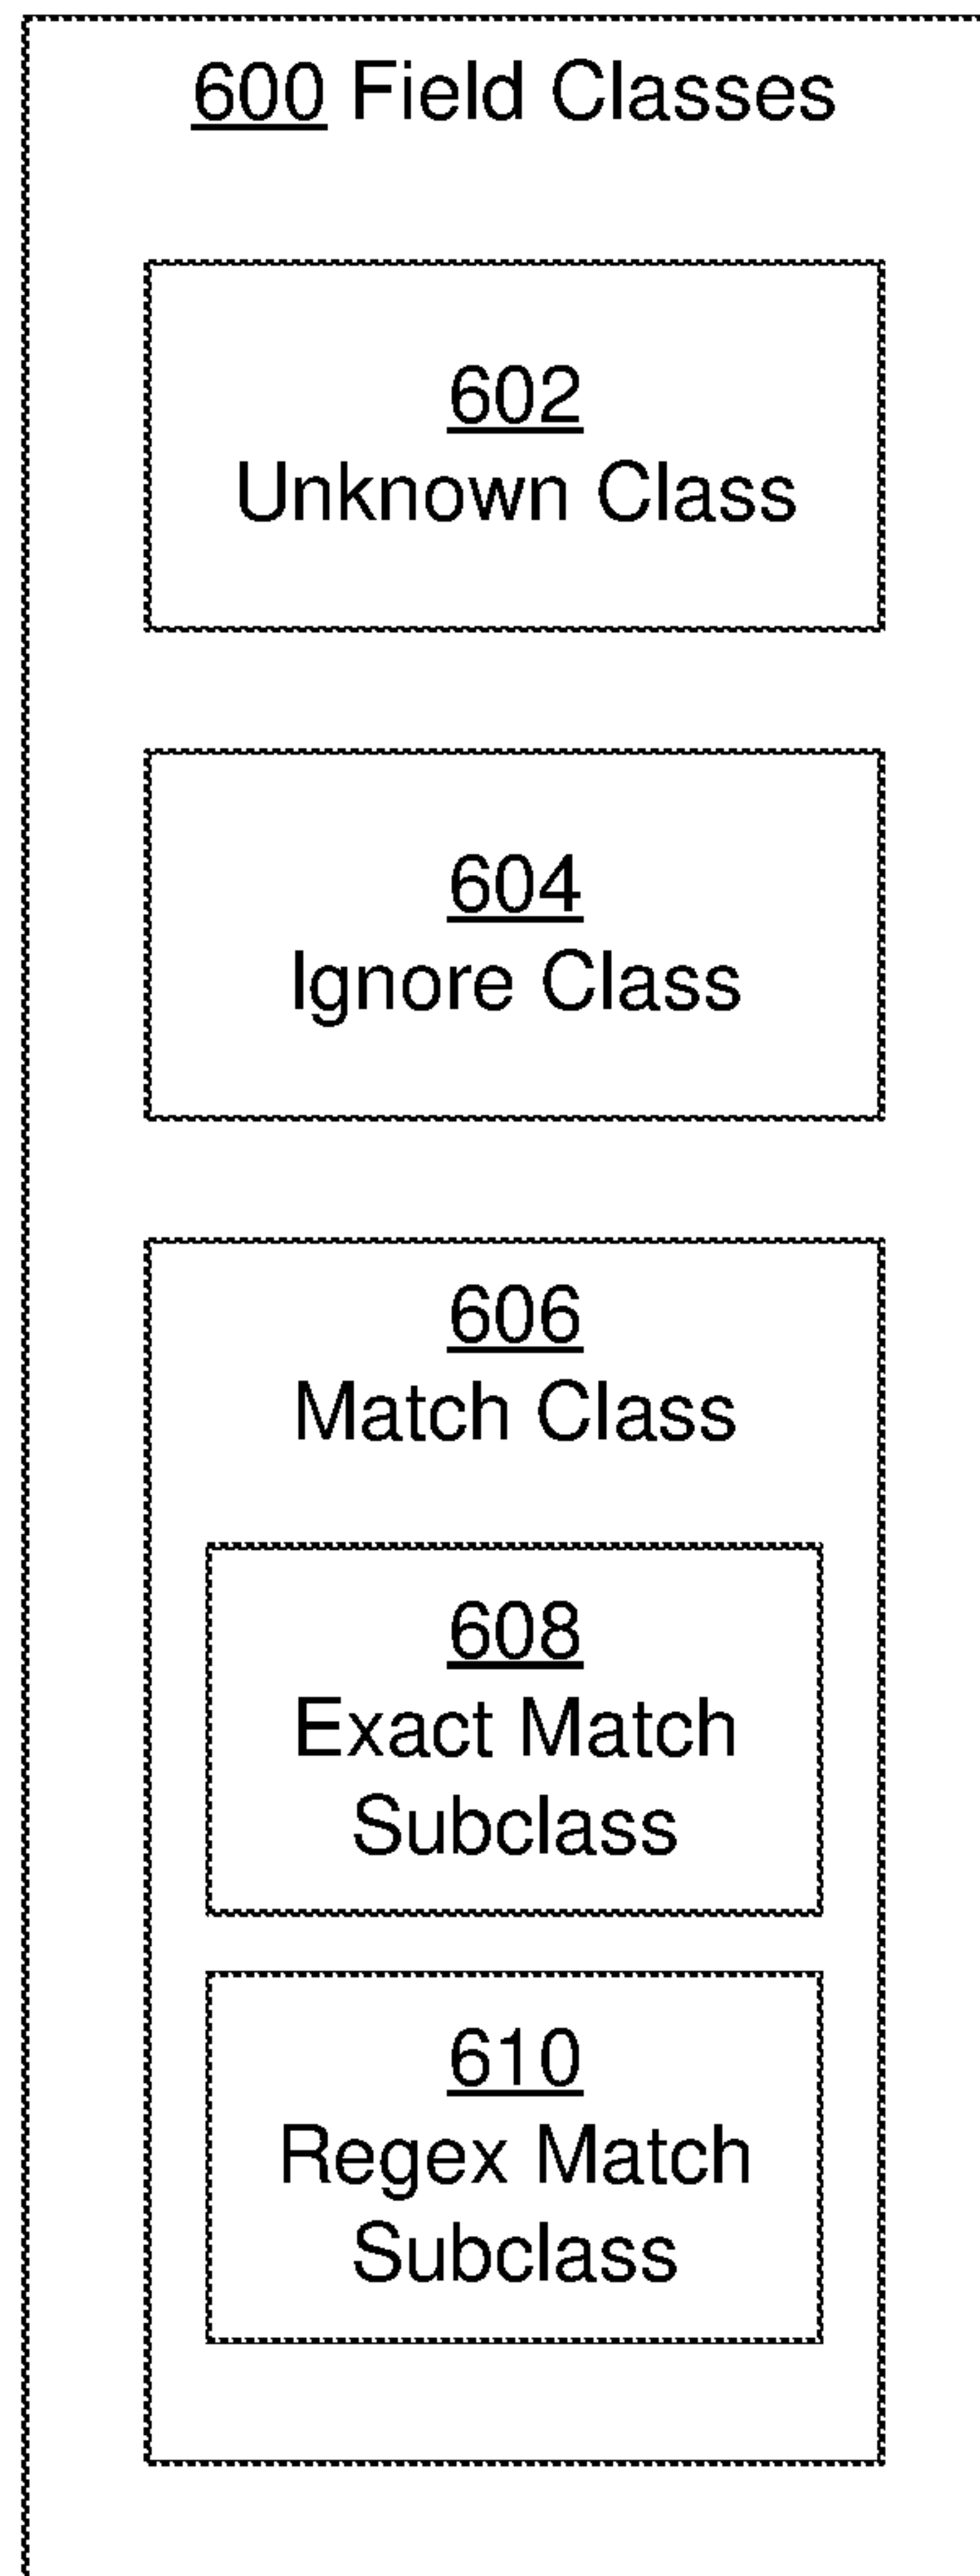 600 Field Classes
602
Unknown Class
604
Ignore Class
606
Match Class
608
Exact Match
Subclass
610
Regex Match
Subclass